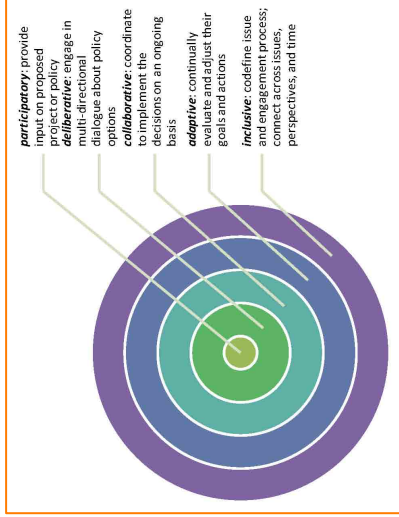 participatory: provide
input on proposed
project or policy
deliberative: engage in
multi-directional
dialogue about policy
options
collaborative: coordinate
to implement the
decisions on an ongoing
basis
adaptive: continually
evaluate and adjust their
goals and actions
inclusive: codefine issue
and engagement process;
connect across issues,
perspectives, and time